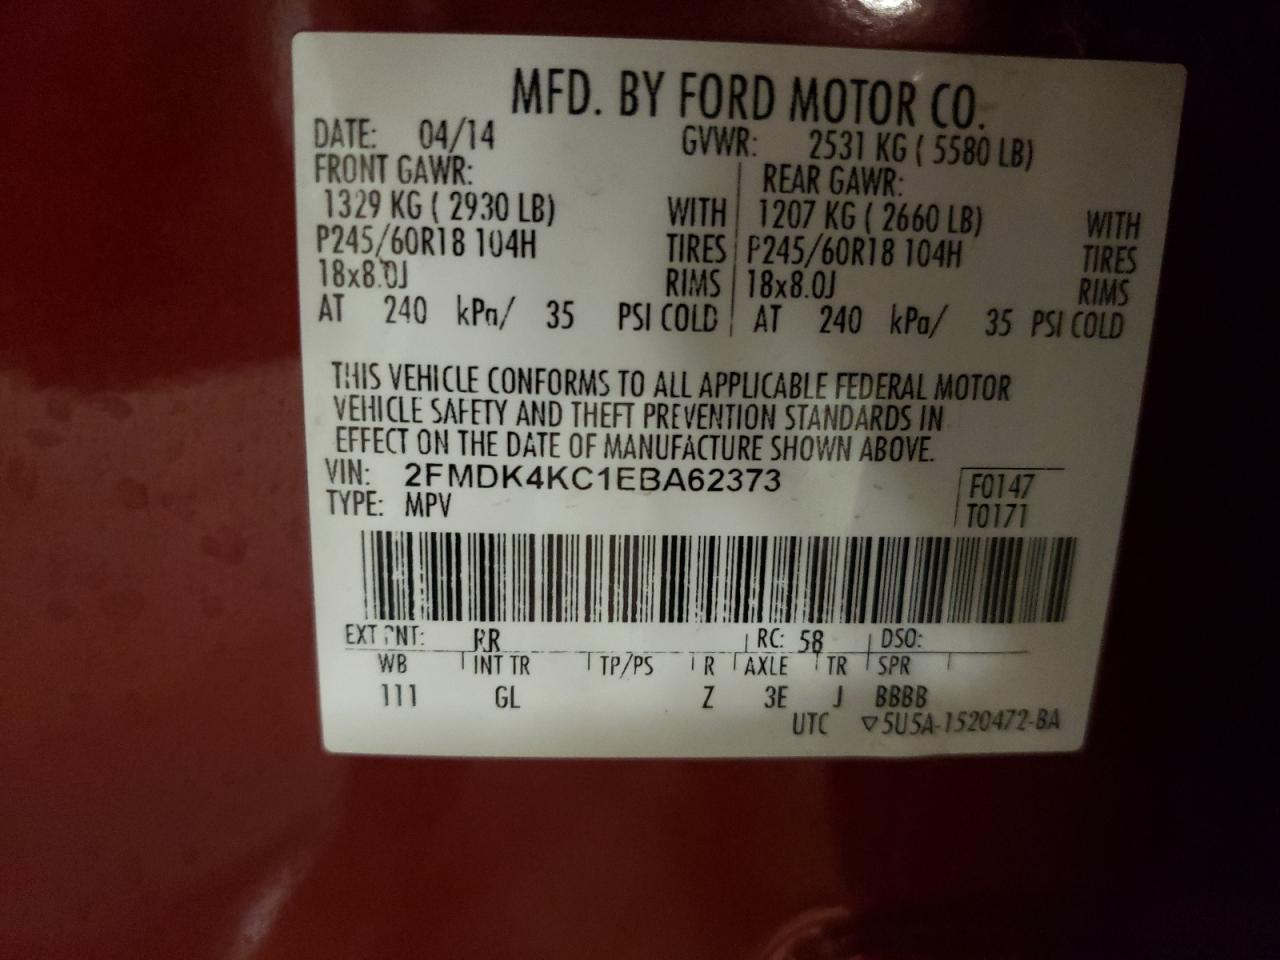 MFD. BY FORD MOTOR CO.
DATE: 04/14 GVWR: 2531 KG ( 5580 LB)
FRONT GAWR: REAR GAWR:
1329 KG ( 2930 LB) WITH 1207 KG ( 2660 LB) WITH
P245/60R18 104H TIRES P245/60R18 104H TIRES
18x8.0J RIMS 18x8.0J RIMS
AT 240 kPa/ 35 PSI COLD AT 240 kPa/ 35 PSI COLD
THIS VEHICLE CONFORMS TO ALL APPLICABLE FEDERAL MOTOR
VEHICLE SAFETY AND THEFT PREVENTION STANDARDS IN
EFFECT ON THE DATE OF MANUFACTURE SHOWN ABOVE.
VIN: 2FMDK4KC1EBA62373 F0147
TYPE: MPV T0171
EXT PNT: RR RC: 58 DSO:
WB INT TR TP/PS R AXLE TR SPR
111 GL Z 3E J BBBB
UTC ▽5U5A-1520472-BA